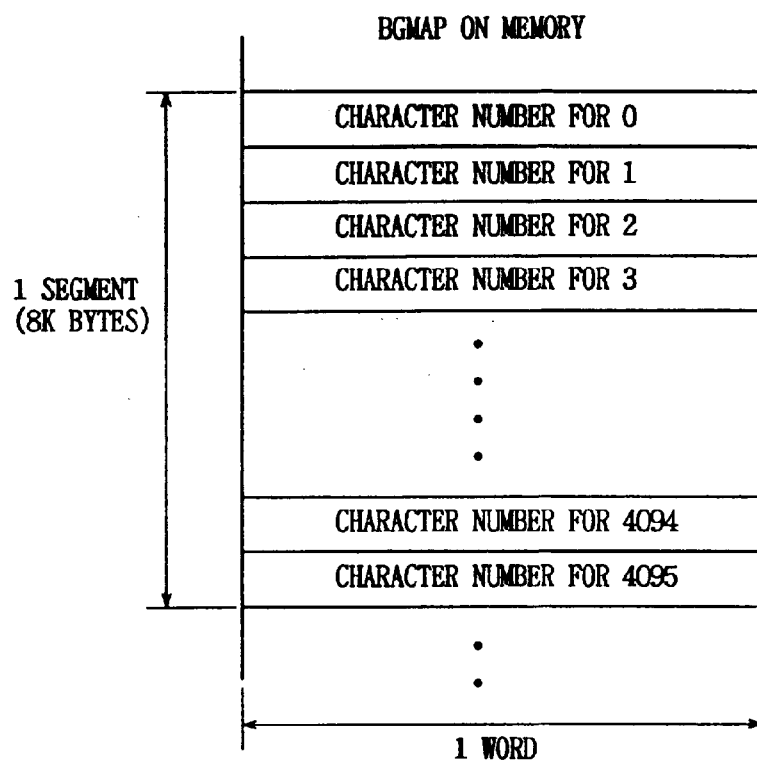 BGMAP ON MEMORY
CHARACTER NUMBER FOR 0
CHARACTER NUMBER FOR 1
CHARACTER NUMBER FOR 2
CHARACTER NUMBER FOR 3
1 SEGMENT
(8K BYTES)
CHARACTER NUMBER FOR 4094
CHARACTER NUMBER FOR 4095
1 WORD